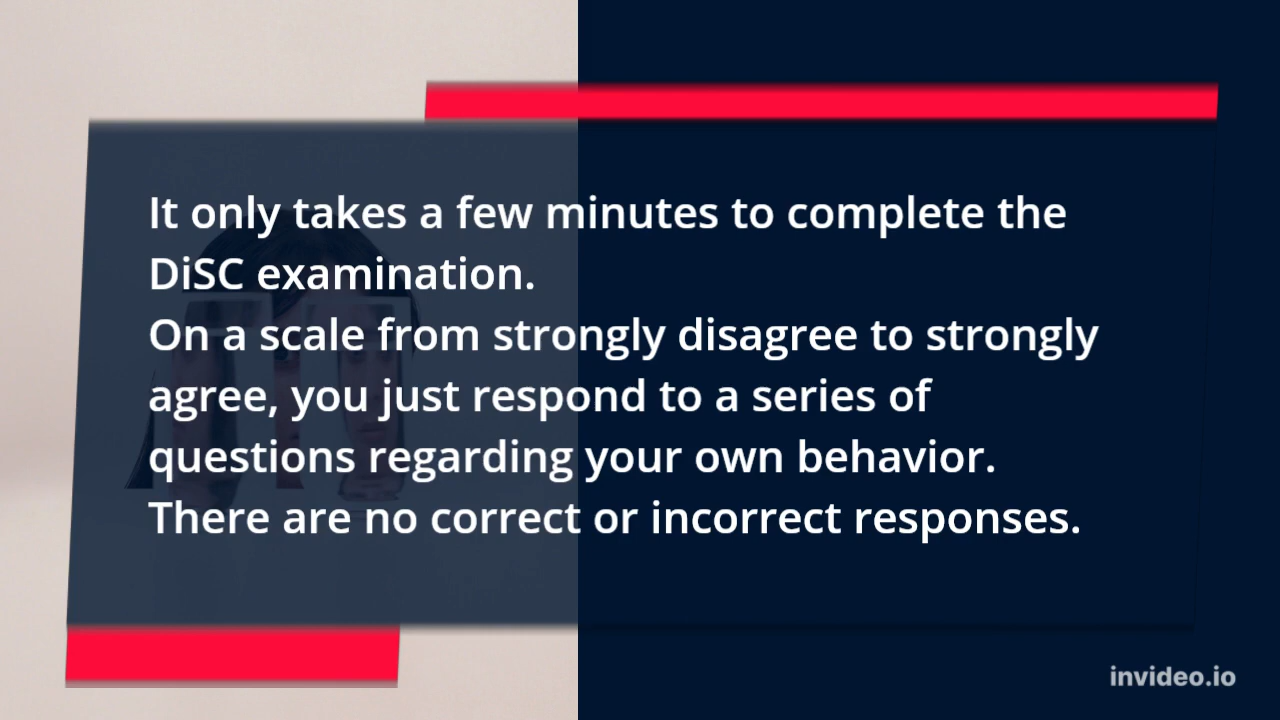 It only takes a few minutes to complete the
DiSC examination.
On a scale from strongly disagree to strongly
agree, you just respond to a series of
questions regarding your own behavior.
There are no correct or incorrect responses.
invideo.io